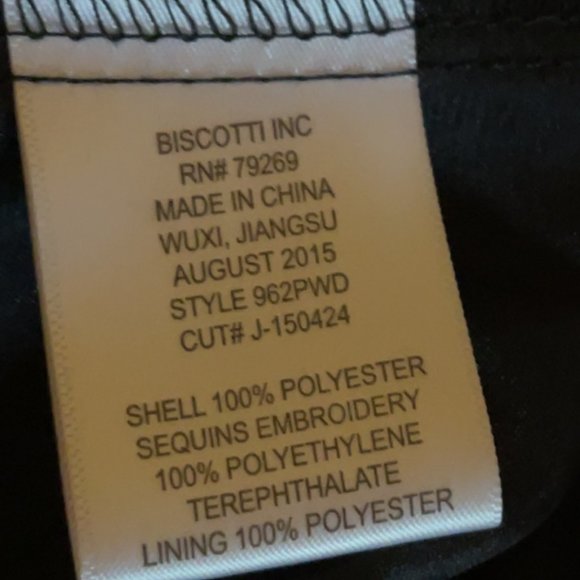 BISCOTTI INC
RN# 79269
MADE IN CHINA
WUXI, JIANGSU
AUGUST 2015
STYLE 962PWD
CUT# J-150424
SHELL 100% POLYESTER
SEQUINS EMBROIDERY
100% POLYETHYLENE
TEREPHTHALATE
LINING 100% POLYESTER